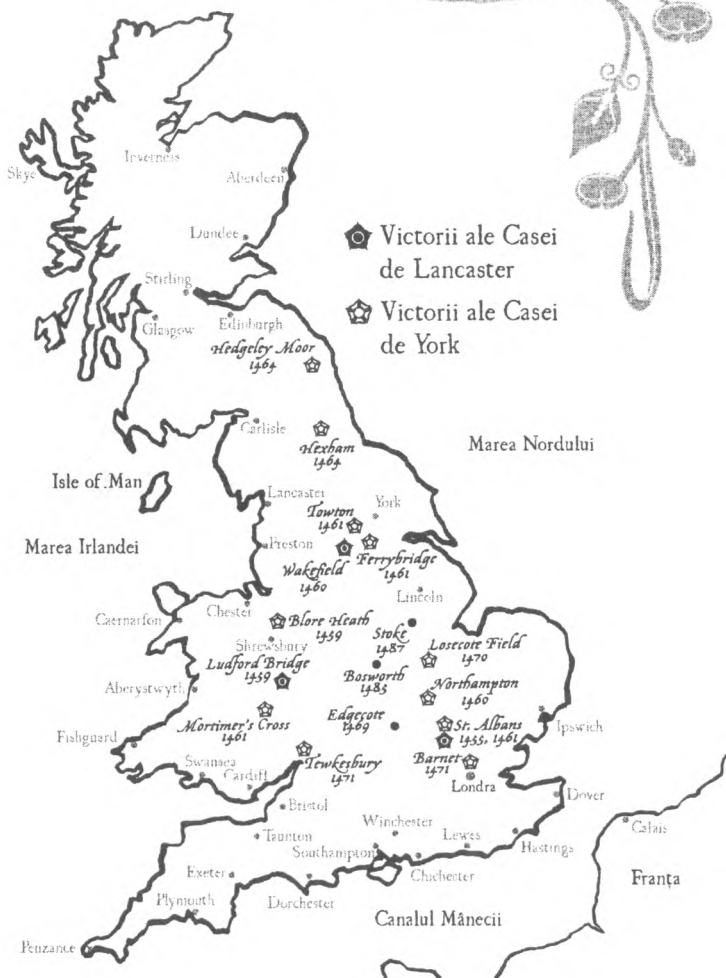 Inverness
Skye
Aberdeen
Dundee
Victorii ale Casei
de Lancaster
Stirling
Victorii ale Casei
de York
Glasgow
Edinburgh
Hedgeley Moor
1464
Carlisle
Hexham
1464
Marea Nordului
Isle of Man
Lancaster
York
Towton
1461
Marea Irlandei
Preston
Ferrybridge
1461
Wakefield
1460
Lincoln
Chester
Caernarfon
Blore Heath
1459
Stoke
1487
Shrewsbury
Losecote Field
1470
Ludford Bridge
1459
Bosworth
1485
Northampton
1460
Aberystwyth
Mortimer's Cross
1461
Edgecote
1469
St. Albans
1455, 1461
Ipswich
Fishguard
Barnet
1471
Swansea
Cardiff
Tewkesbury
1471
Londra
Dover
Bristol
Calais
Winchester
Taunton
Lewes
Hastings
Southampton
Chichester
Exeter
Franța
Plymouth
Dorchester
Canalul Mânecii
Penzance